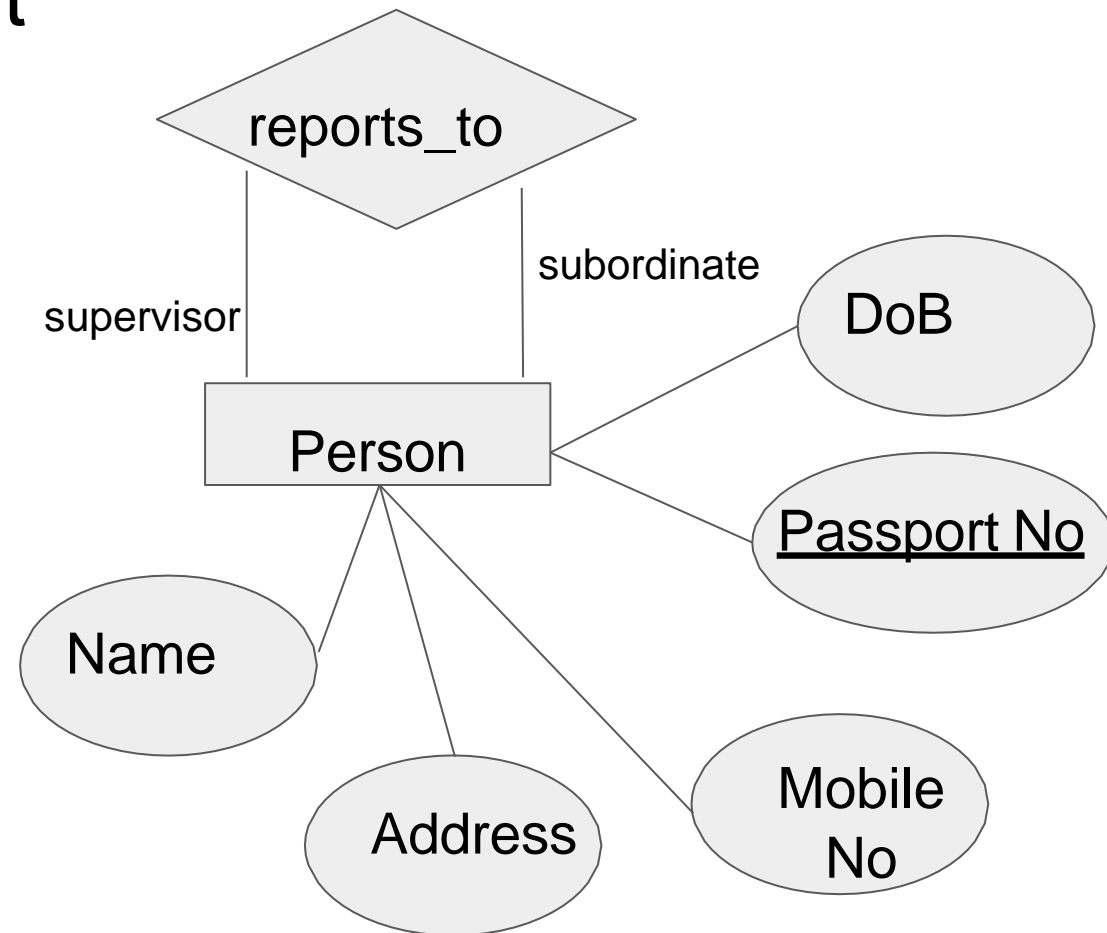 reports_to
subordinate
supervisor
DoB
Person
Passport No
Name
Address
Mobile
No